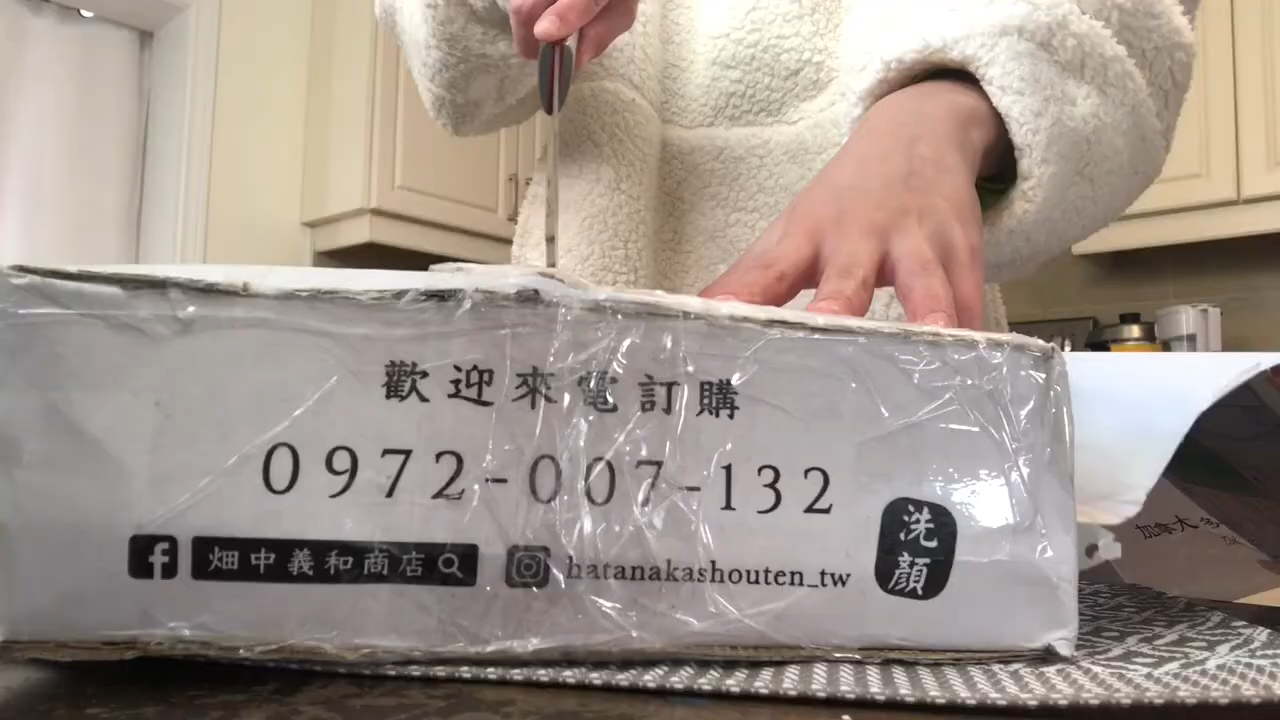 歡迎來電訂購
0972-007-132
畑中義和商店
hatanakashouten_tw
洗顏
加拿大